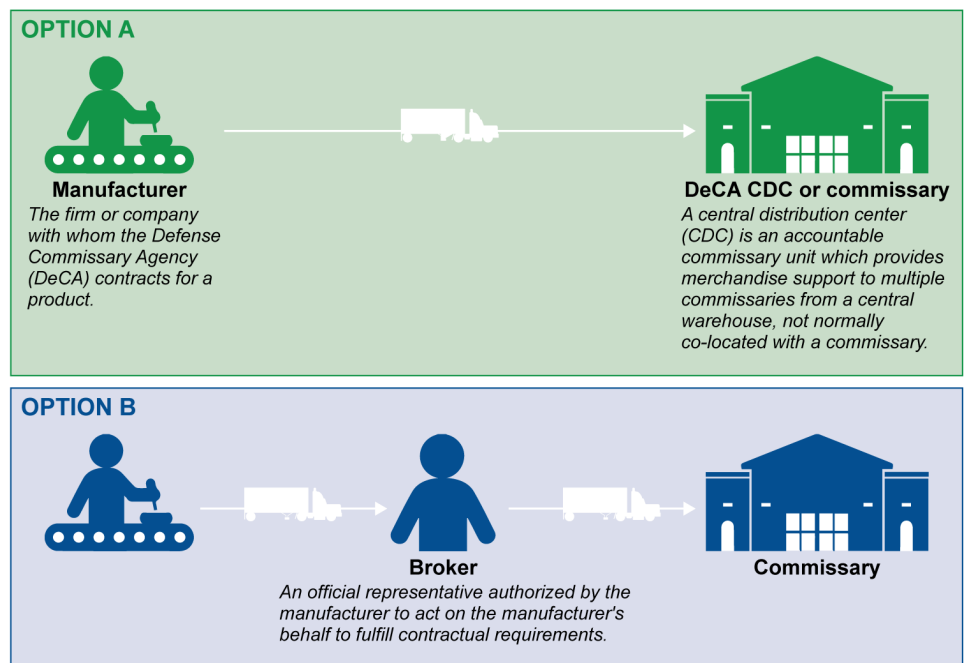 OPTION A
Manufacturer
The firm or company
with whom the Defense
Commissary Agency
(DeCA) contracts for a
product.
DeCA CDC or commissary
A central distribution center
(CDC) is an accountable
commissary unit which provides
merchandise support to multiple
commissaries from a central
warehouse, not normally
co-located with a commissary.
OPTION B
Broker
An official representative authorized by the
manufacturer to act on the manufacturer's
behalf to fulfill contractual requirements.
Commissary